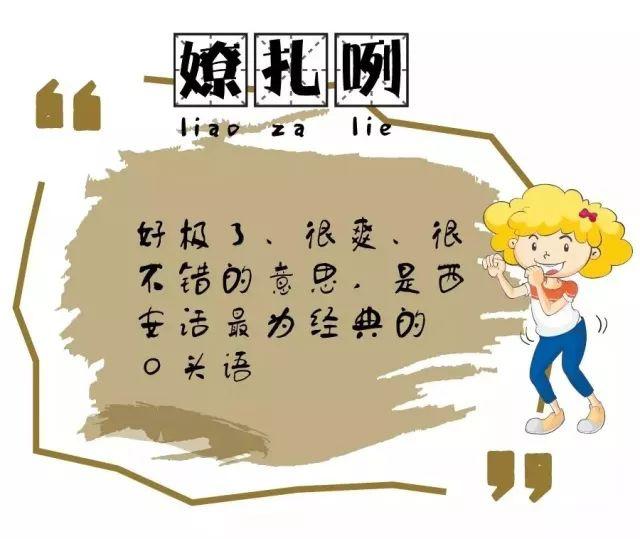 嫽扎咧
liao za lie
好极了、很爽、很
不错的意思，是西
安话最为经典的
口头语